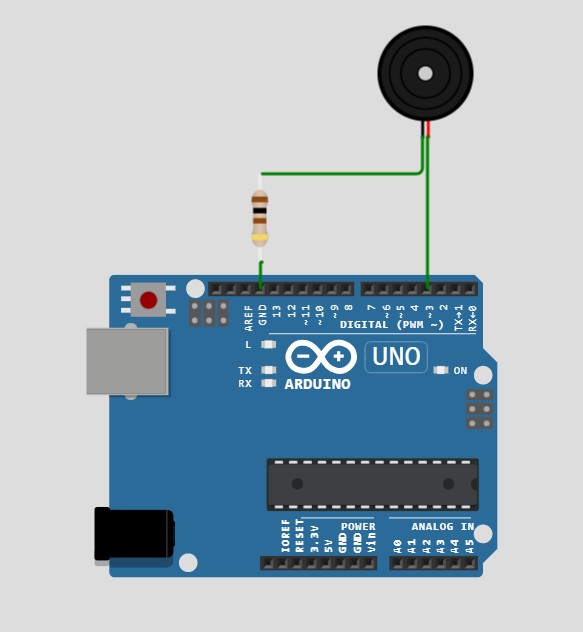 AREF GND 13 12 ~11 ~10 ~9 8 7 ~6 ~5 4 ~3 2 TX→1 RX←0
DIGITAL (PWM ~)
L
UNO
TX
RX
ARDUINO
ON
POWER
ANALOG IN
IOREF RESET 3.3V 5V GND GND Vin A0 A1 A2 A3 A4 A5